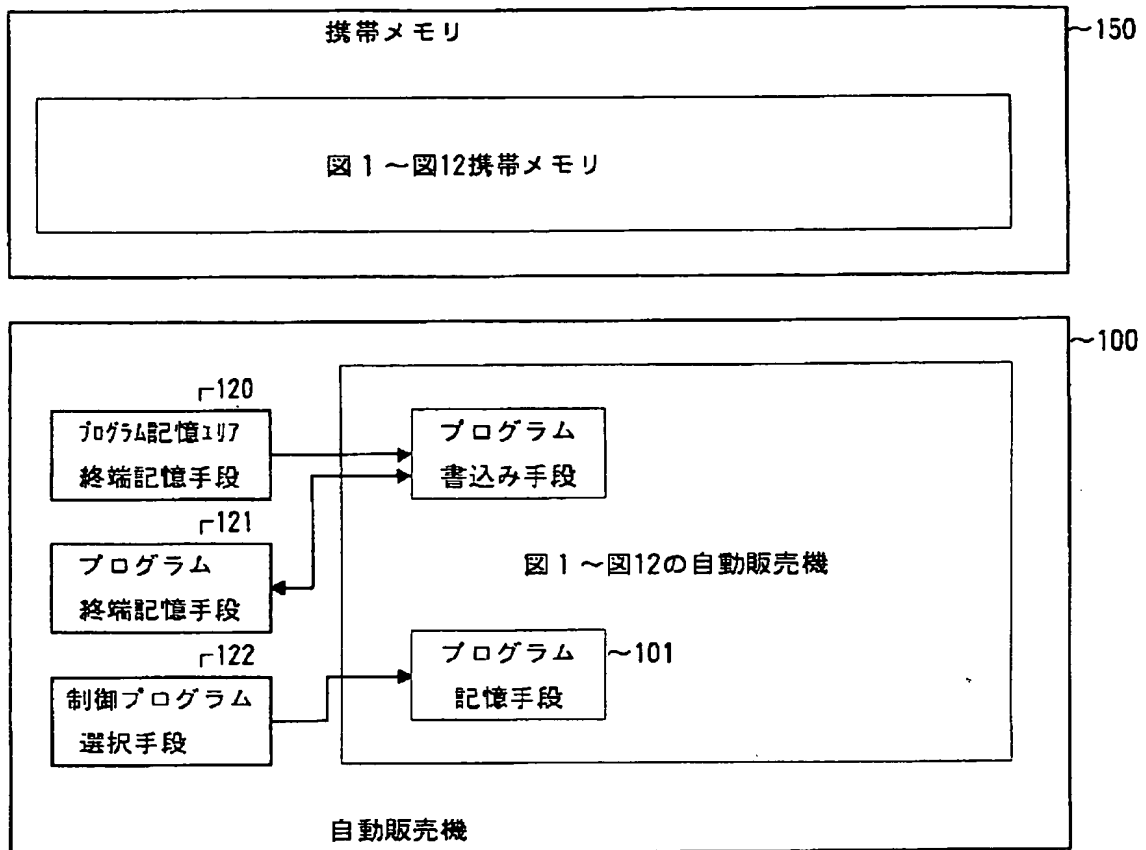 携帯メモリ
~150
図1~図12携帯メモリ
~100
120
プログラム記憶エリア
終端記憶手段
プログラム
書込み手段
121
プログラム
終端記憶手段
図1~図12の自動販売機
122
制御プログラム
選択手段
プログラム
記憶手段
~101
自動販売機